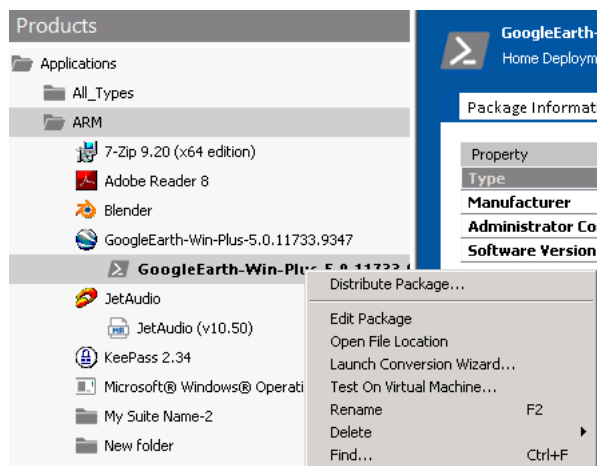 Products
Applications
All_Types
ARM
7-Zip 9.20 (x64 edition)
Adobe Reader 8
Blender
GoogleEarth-Win-Plus-5.0.11733.9347
GoogleEarth-Win-Plus-5.0.11733.
JetAudio
JetAudio (v10.50)
KeePass 2.34
Microsoft® Windows® Operati
My Suite Name-2
New folder
GoogleEarth-
Home Deploym
Package Informat
Property
Type
Manufacturer
Administrator Co
Software Version
Distribute Package...
Edit Package
Open File Location
Launch Conversion Wizard...
Test On Virtual Machine...
Rename F2
Delete
Find... Ctrl+F